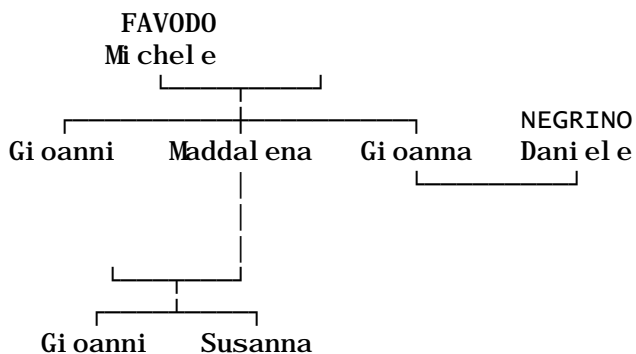 FAVODO
Michele
NEGRINO
Gioanni Maddalena Gioanna Daniele
Gioanni Susanna